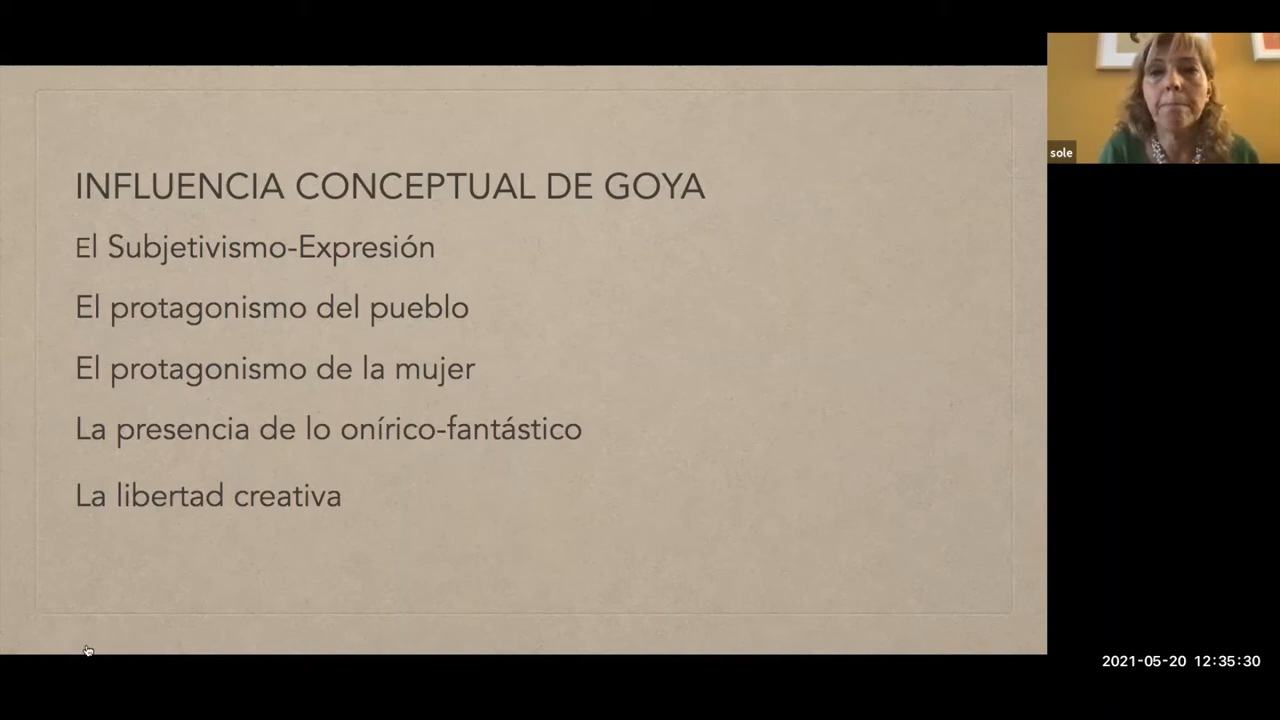 INFLUENCIA CONCEPTUAL DE GOYA
El Subjetivismo-Expresión
El protagonismo del pueblo
El protagonismo de la mujer
La presencia de lo onírico-fantástico
La libertad creativa
sole
2021-05-20 12:35:30